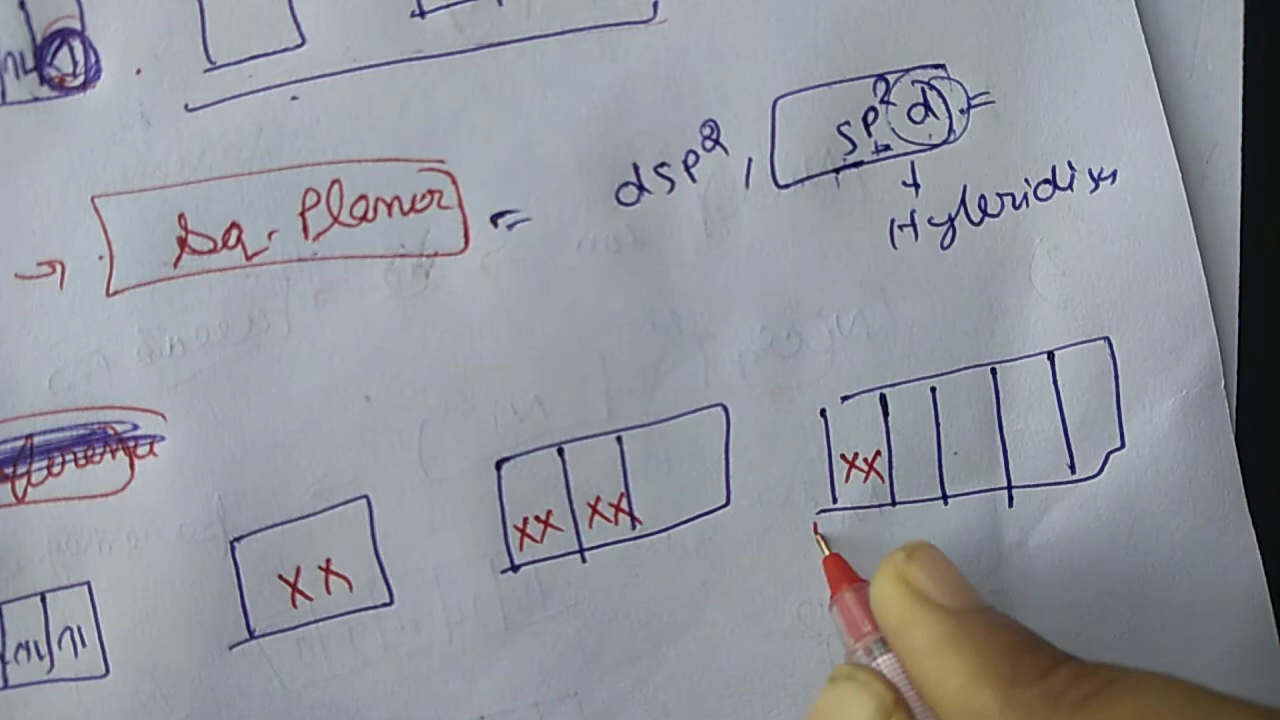 → Sq. Planar = dsp², sp²d =
↓
Hybridis
xx xx xx xx